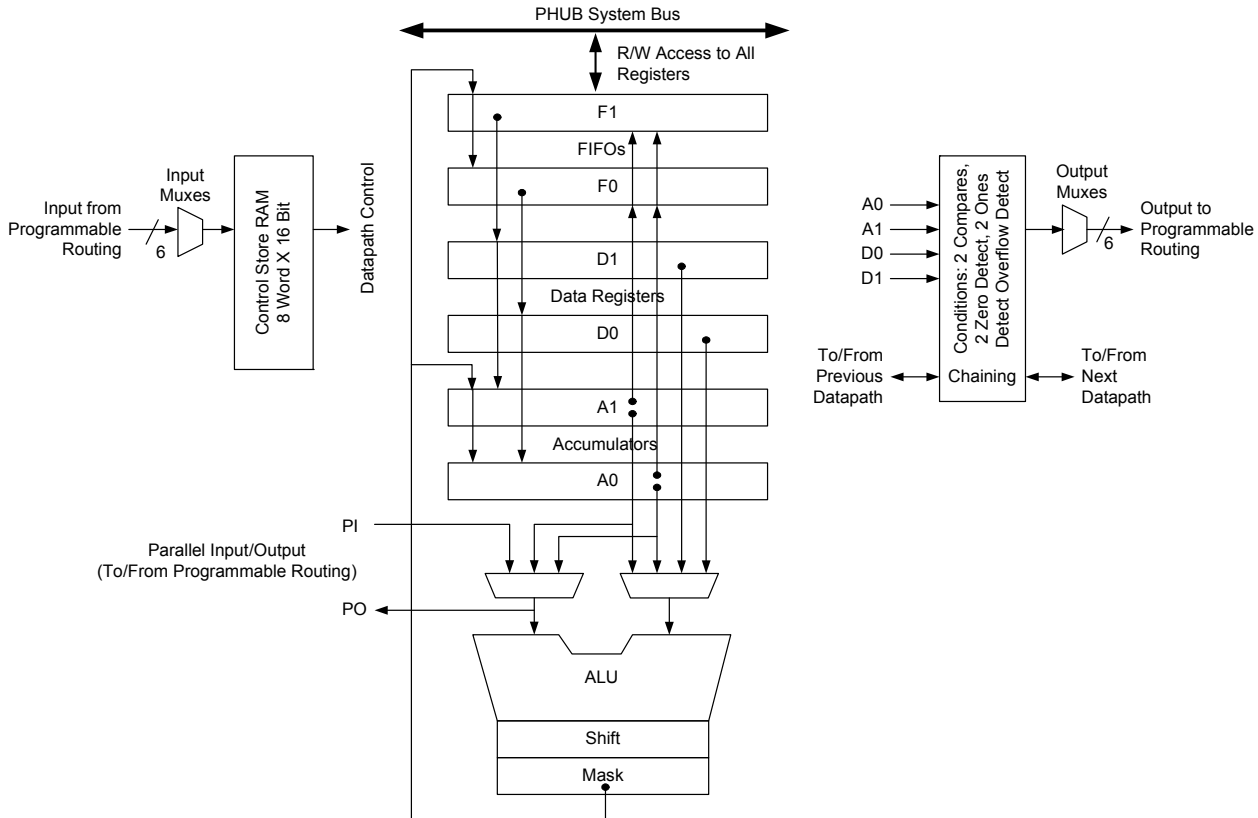 PHUB System Bus
R/W Access to All
Registers
F1
FIFOs
F0
D1
Data Registers
D0
A1
Accumulators
A0
Input from
Programmable
Routing
6
Input
Muxes
Control Store RAM
8 Word X 16 Bit
Datapath Control
PI
Parallel Input/Output
(To/From Programmable Routing)
PO
ALU
Shift
Mask
A0
A1
D0
D1
Conditions: 2 Compares,
2 Zero Detect, 2 Ones
Detect Overflow Detect
Chaining
To/From
Previous
Datapath
To/From
Next
Datapath
Output
Muxes
6
Output to
Programmable
Routing